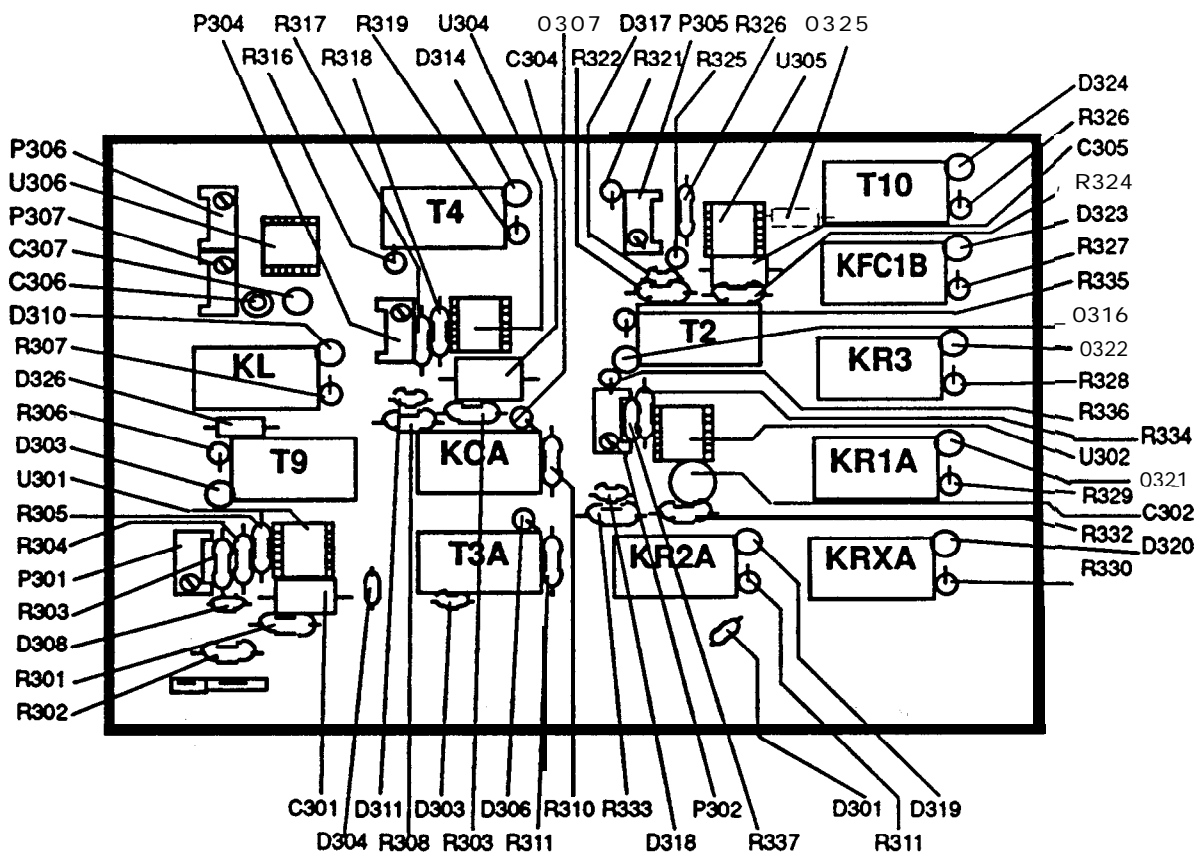 P304 R317 R319 U304 0307 D317 P305 R326 0325
R316 R318 D314 C304 R322 R321 R325 U305
D324
R326
C305
R324
D323
R327
R335
0316
0322
R328
R336
R334
U302
0321
R329
C302
R332
D320
R330
P306
U306
P307
C307
C306
D310
R307
D326
R306
D303
U301
R305
R304
P301
R303
D308
R301
R302
T4
T10
KFC1B
T2
KL
KR3
T9
KCA
KR1A
T3A
KR2A
KRXA
C301 D311 D303 D306 R310 R333 P302 D301 D319
D304 R308 R303 R311 D318 R337 R311